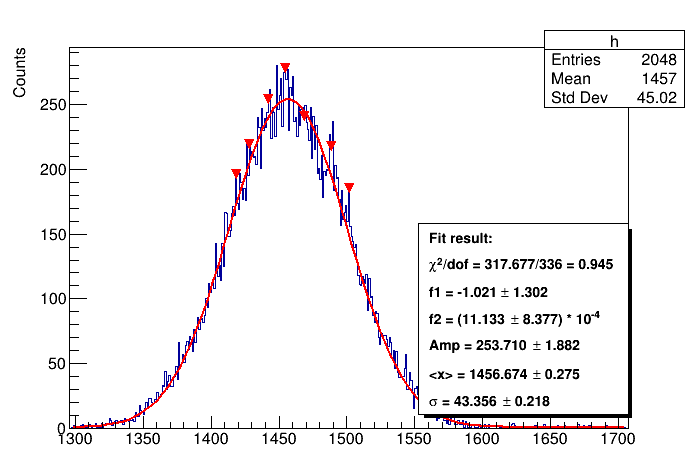 h
Entries 2048
Mean 1457
Std Dev 45.02
Counts
250
200
150
100
50
0
Fit result:
χ²/dof = 317.677/336 = 0.945
f1 = -1.021 ± 1.302
f2 = (11.133 ± 8.377) * 10⁻⁴
Amp = 253.710 ± 1.882
<x> = 1456.674 ± 0.275
σ = 43.356 ± 0.218
1300 1350 1400 1450 1500 1550 1600 1650 1700